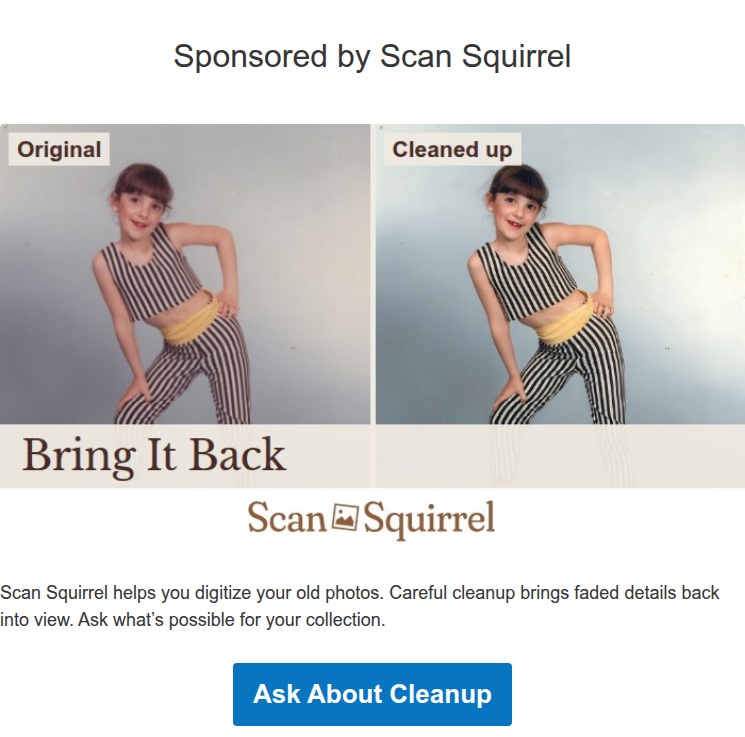 Sponsored by Scan Squirrel
Original
Cleaned up
Bring It Back
Scan Squirrel
Scan Squirrel helps you digitize your old photos. Careful cleanup brings faded details back
into view. Ask what’s possible for your collection.
Ask About Cleanup